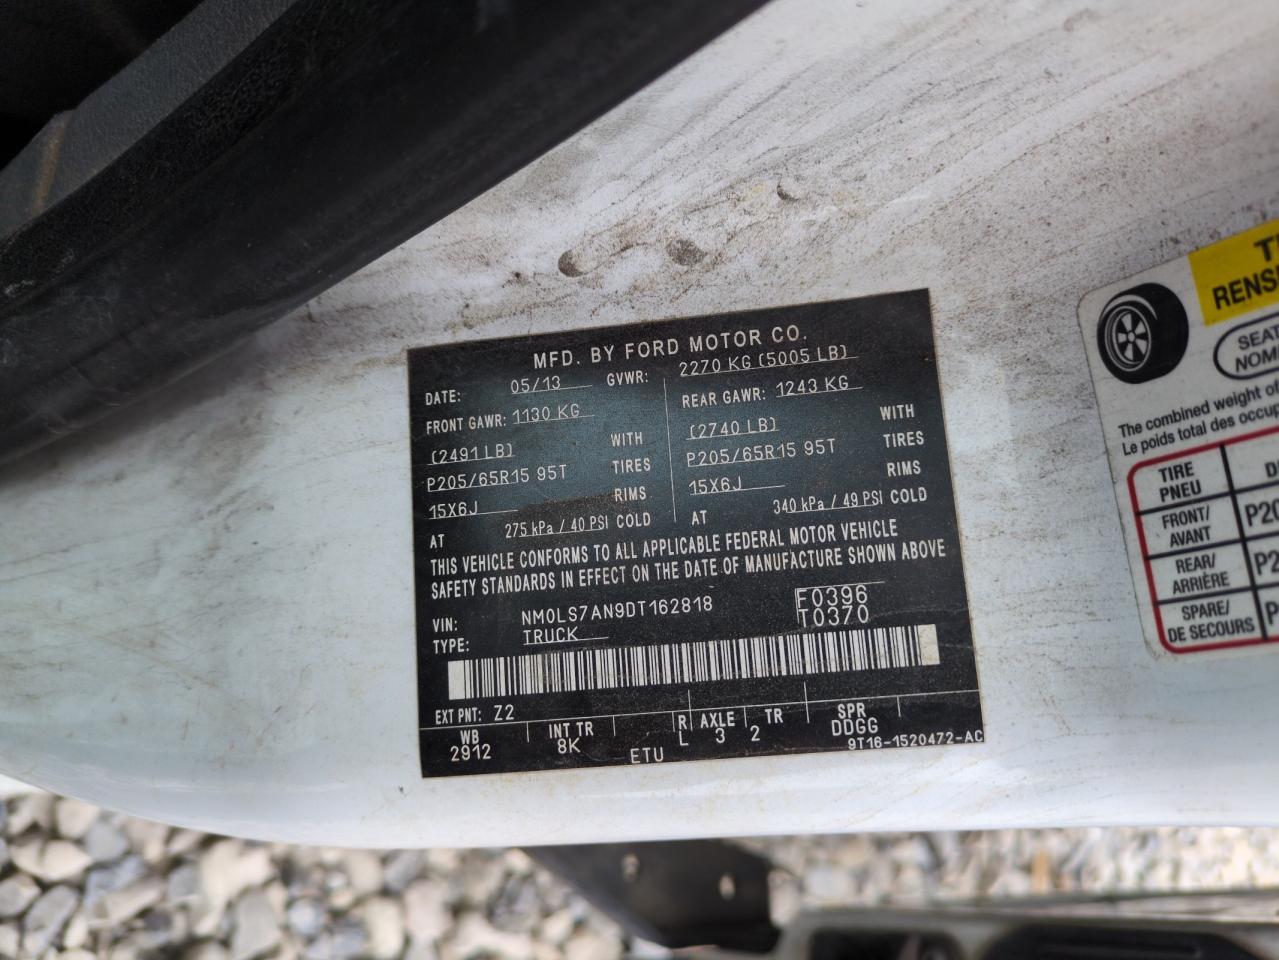 MFD. BY FORD MOTOR CO.
DATE: 05/13 GVWR: 2270 KG (5005 LB)
FRONT GAWR: 1130 KG REAR GAWR: 1243 KG
(2491 LB) WITH (2740 LB) WITH
P205/65R15 95T TIRES P205/65R15 95T TIRES
15X6J RIMS 15X6J RIMS
AT 275 kPa / 40 PSI COLD AT 340 kPa / 49 PSI COLD
THIS VEHICLE CONFORMS TO ALL APPLICABLE FEDERAL MOTOR VEHICLE
SAFETY STANDARDS IN EFFECT ON THE DATE OF MANUFACTURE SHOWN ABOVE
VIN: NM0LS7AN9DT162818 F0396
TYPE: TRUCK T0370
EXT PNT: Z2
WB INT TR R AXLE TR SPR
2912 8K L 3 2 DDGG
ETU 9T16-1520472-AC
SEAT
The combined weight of
Le poids total des occu
TIRE
PNEU
FRONT/
AVANT
REAR/
ARRIÈRE
SPARE/
DE SECOURS